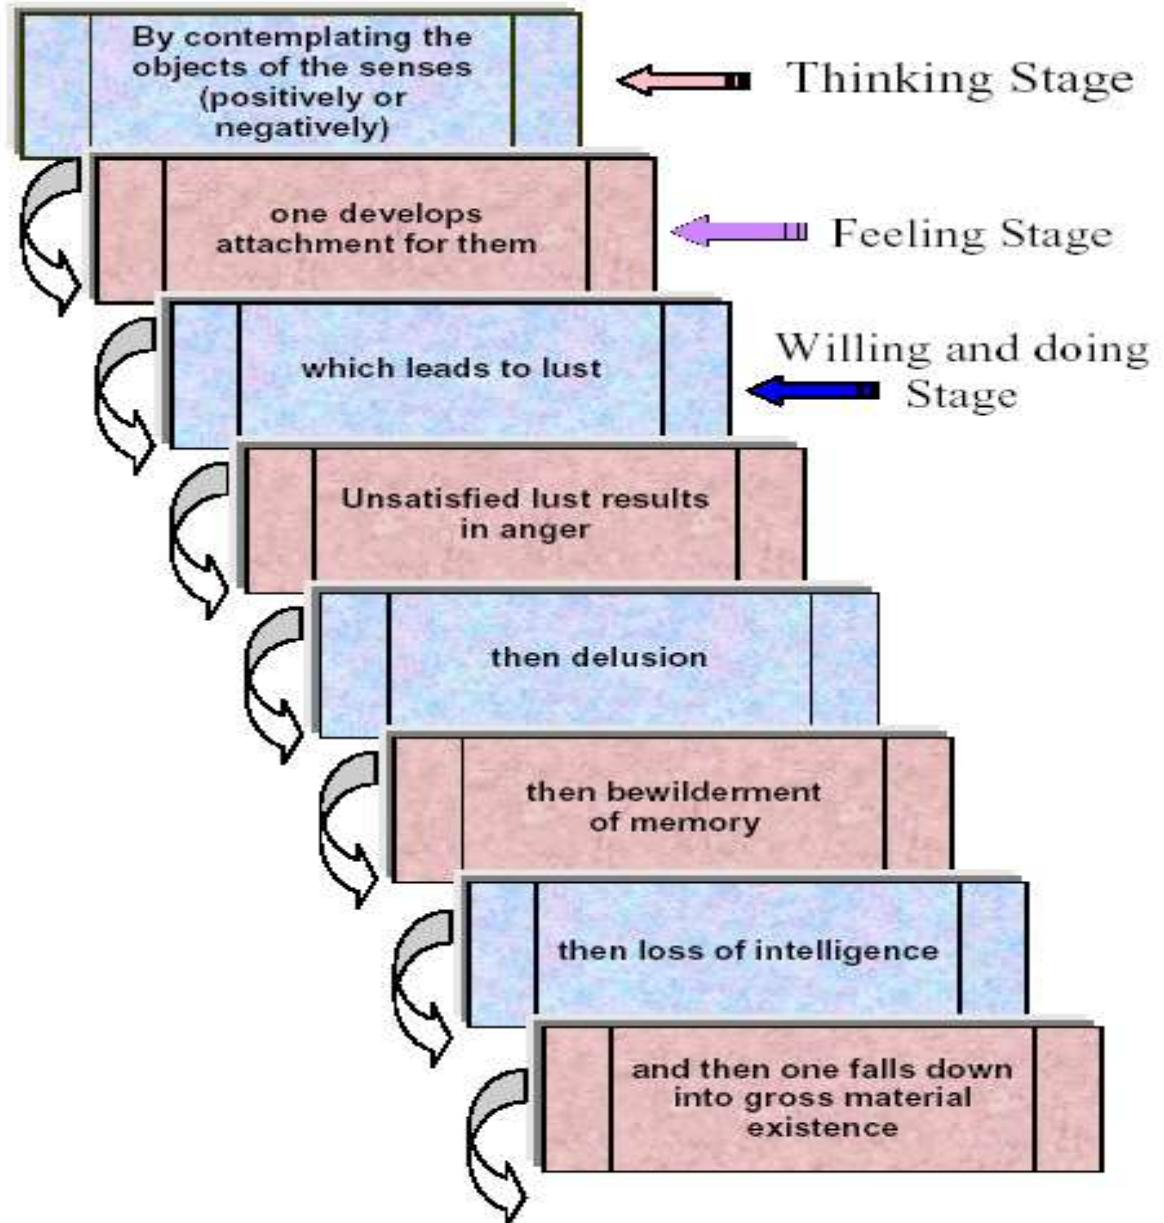 By contemplating the
objects of the senses
(positively or
negatively)
Thinking Stage
one develops
attachment for them
Feeling Stage
which leads to lust
Willing and doing
Stage
Unsatisfied lust results
in anger
then delusion
then bewilderment
of memory
then loss of intelligence
and then one falls down
into gross material
existence